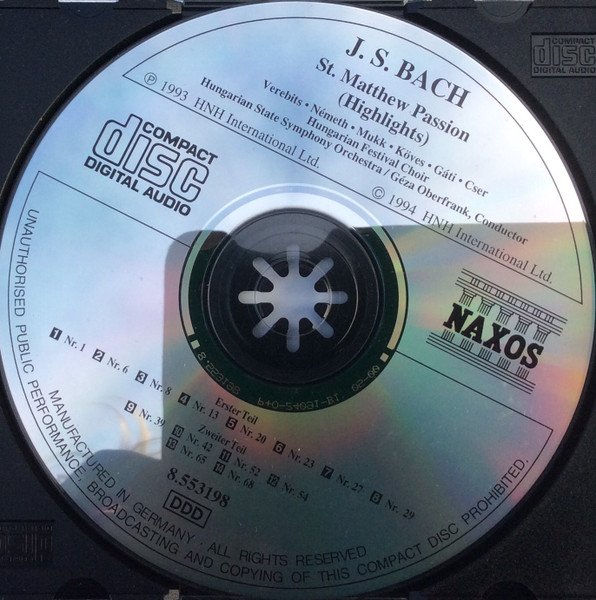 J. S. BACH
St. Matthew Passion
(Highlights)
Verebits • Németh • Mukk • Köves • Gáti • Cser
Hungarian Festival Choir
Hungarian State Symphony Orchestra / Géza Oberfrank, Conductor
℗ 1993 HNH International Ltd.
© 1994 HNH International Ltd.
COMPACT
disc
DIGITAL AUDIO
COMPACT
disc
DIGITAL AUDIO
NAXOS
Erster Teil
1 Nr. 1 2 Nr. 6 3 Nr. 8 4 Nr. 13 5 Nr. 20 6 Nr. 23 7 Nr. 27 8 Nr. 29
Zweiter Teil
9 Nr. 39 10 Nr. 42 11 Nr. 52 12 Nr. 54
13 Nr. 65 14 Nr. 68
8.553198
DDD
UNAUTHORISED PUBLIC PERFORMANCE, BROADCASTING AND COPYING OF THIS COMPACT DISC PROHIBITED.
MANUFACTURED IN GERMANY · ALL RIGHTS RESERVED